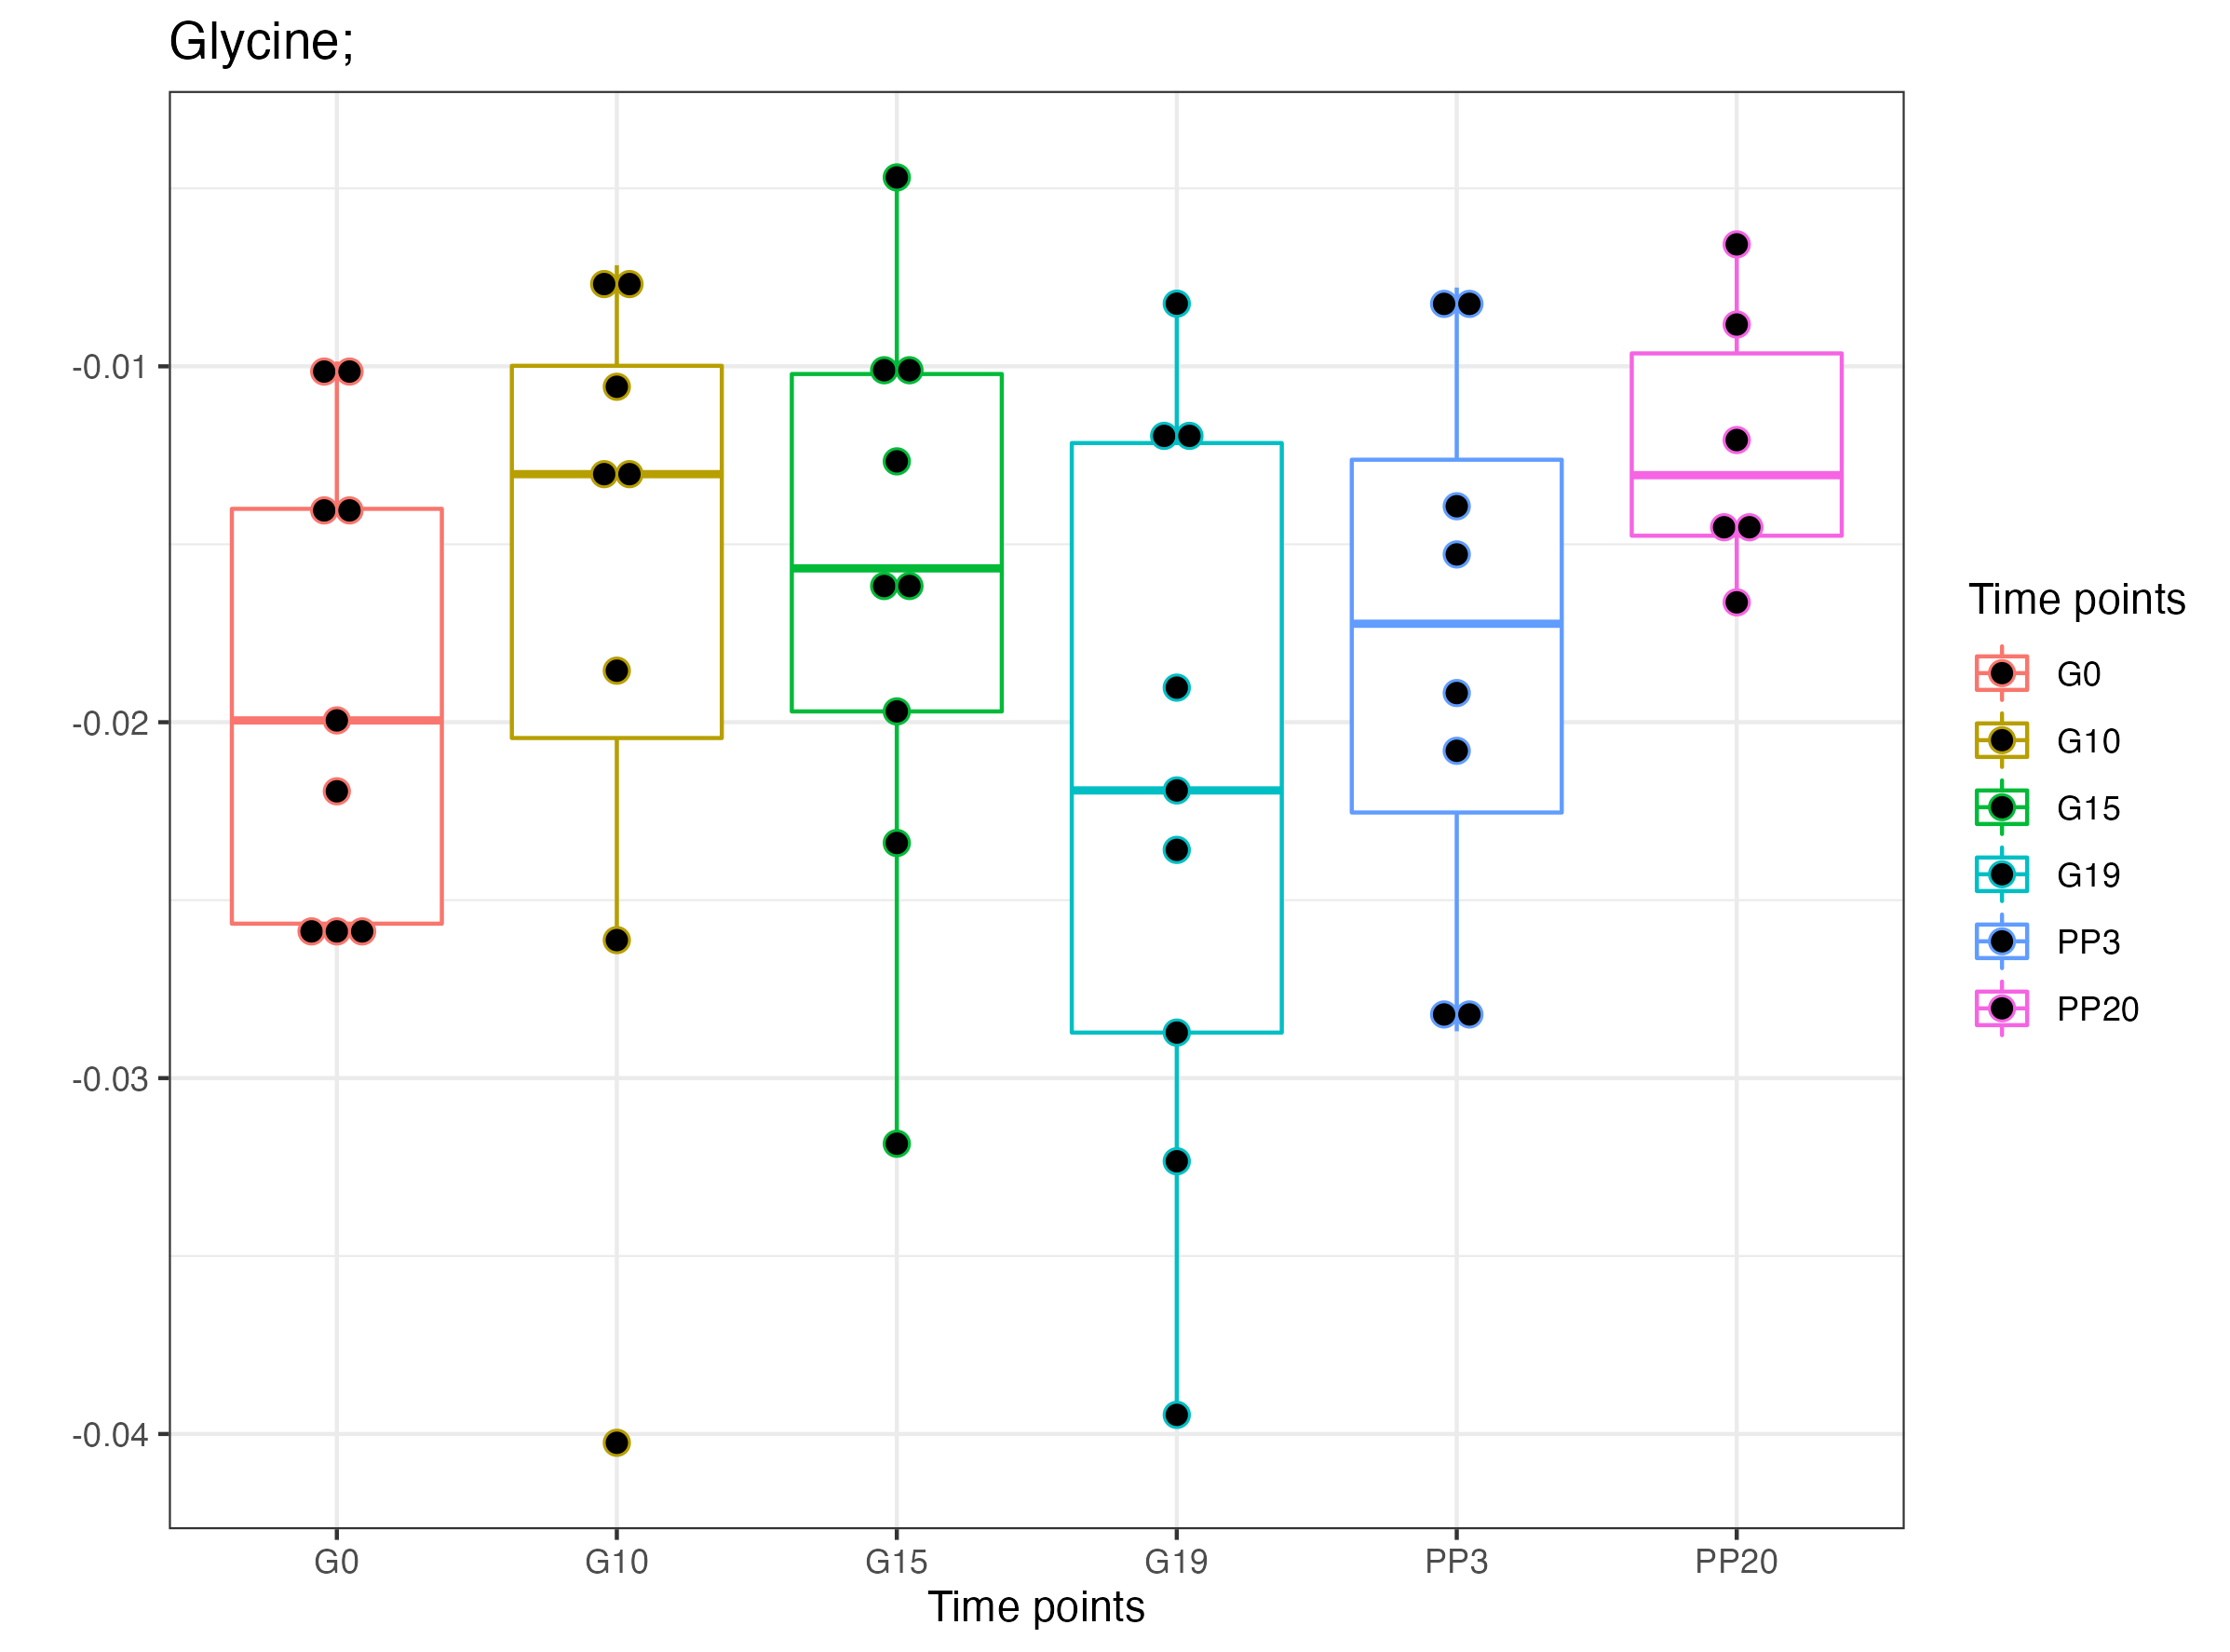 Glycine;
-0.01
-0.02
-0.03
-0.04
G0 G10 G15 G19 PP3 PP20
Time points
Time points
G0
G10
G15
G19
PP3
PP20